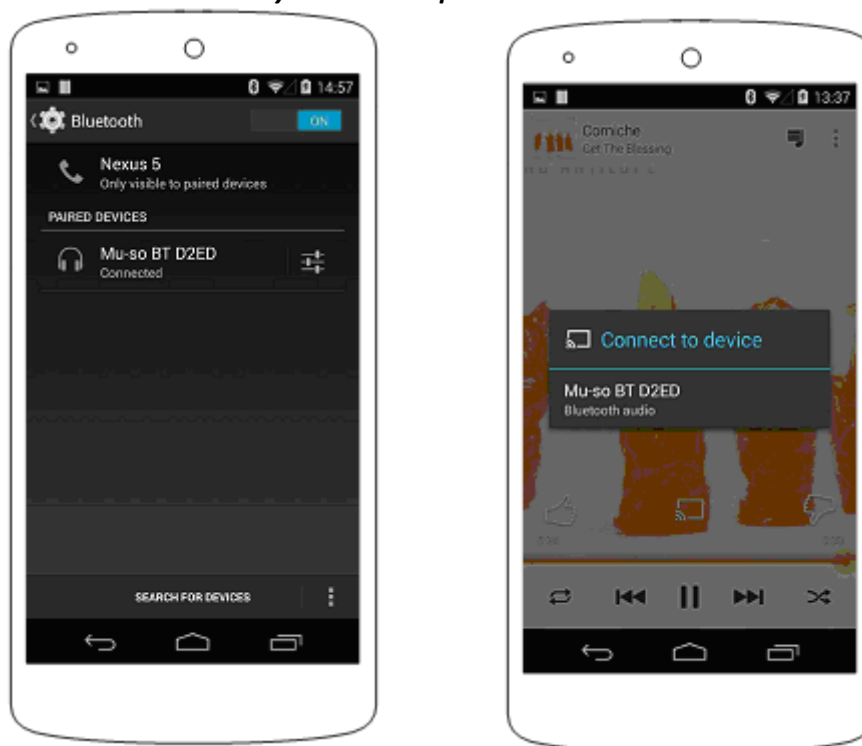 14:57
Bluetooth
ON
Nexus 5
Only visible to paired devices
PAIRED DEVICES
Mu-so BT D2ED
Connected
SEARCH FOR DEVICES
13:37
Corniche
Get The Blessing
Connect to device
Mu-so BT D2ED
Bluetooth audio